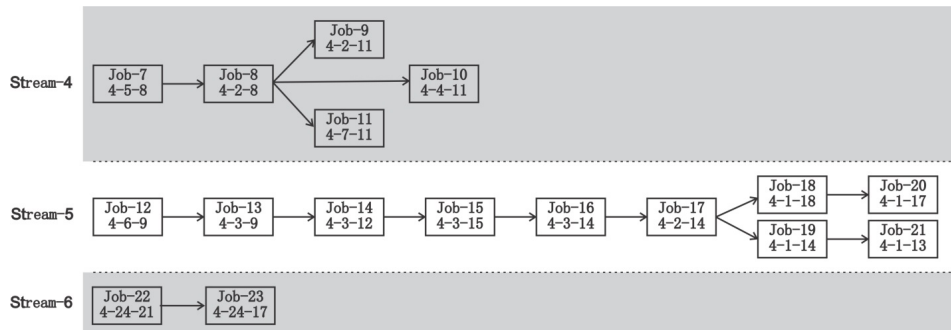 Stream-4
Job-7
4-5-8
Job-8
4-2-8
Job-9
4-2-11
Job-10
4-4-11
Job-11
4-7-11
Stream-5
Job-12
4-6-9
Job-13
4-3-9
Job-14
4-3-12
Job-15
4-3-15
Job-16
4-3-14
Job-17
4-2-14
Job-18
4-1-18
Job-20
4-1-17
Job-19
4-1-14
Job-21
4-1-13
Stream-6
Job-22
4-24-21
Job-23
4-24-17